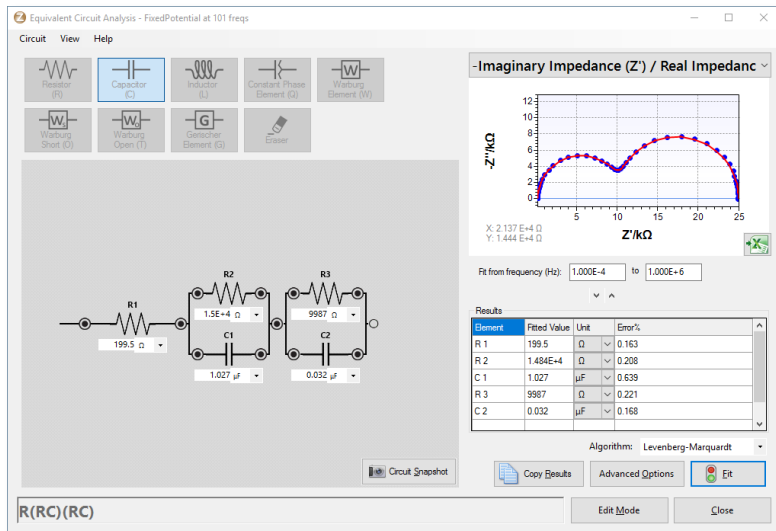 Equivalent Circuit Analysis - FixedPotential at 101 freqs
Circuit View Help
Resistor (R)
Capacitor (C)
Inductor (L)
Constant Phase Element (Q)
W
Warburg Element (W)
Ws
Warburg Short (O)
Wo
Warburg Open (T)
G
Gerischer Element (G)
Eraser
R1
199.5 Ω
R2
1.5E+4 Ω
C1
1.027 µF
R3
9987 Ω
C2
0.032 µF
Circuit Snapshot
R(RC)(RC)
-Imaginary Impedance (Z') / Real Impedanc
-Z''/kΩ
12
10
8
6
4
2
0
5 10 15 20 25
Z'/kΩ
X: 2.137 E+4 Ω
Y: 1.444 E+4 Ω
Fit from frequency (Hz): 1.000E-4 to 1.000E+6
Results
Element Fitted Value Unit Error%
R 1 199.5 Ω 0.163
R 2 1.484E+4 Ω 0.208
C 1 1.027 µF 0.639
R 3 9987 Ω 0.221
C 2 0.032 µF 0.168
Algorithm: Levenberg-Marquardt
Copy Results Advanced Options Fit
Edit Mode Close